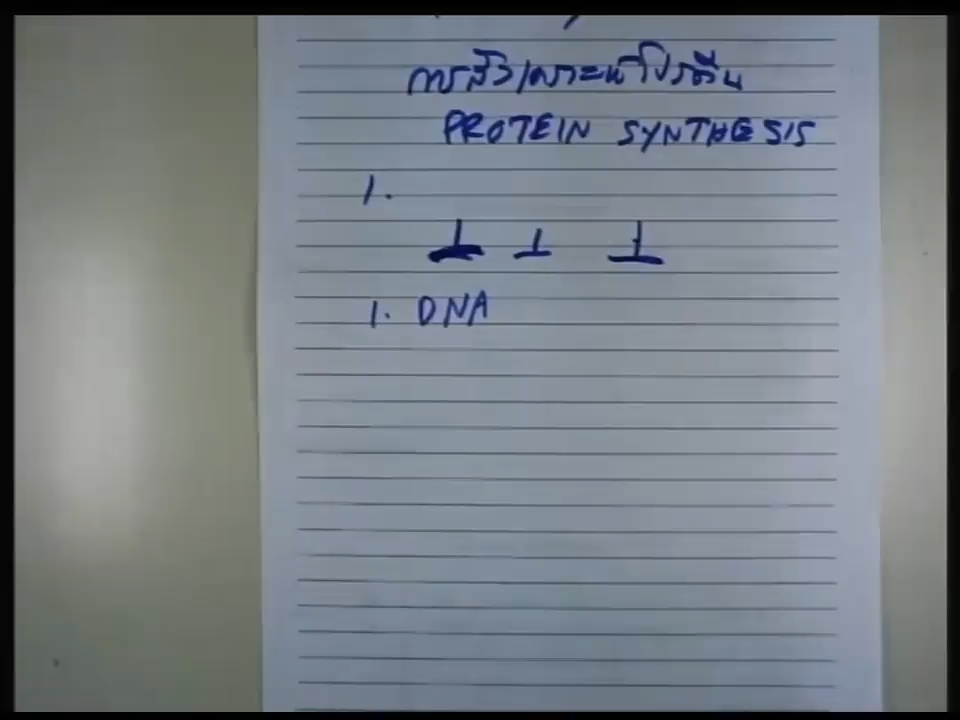 การสังเคราะห์โปรตีน
PROTEIN SYNTHESIS
1.
1. DNA